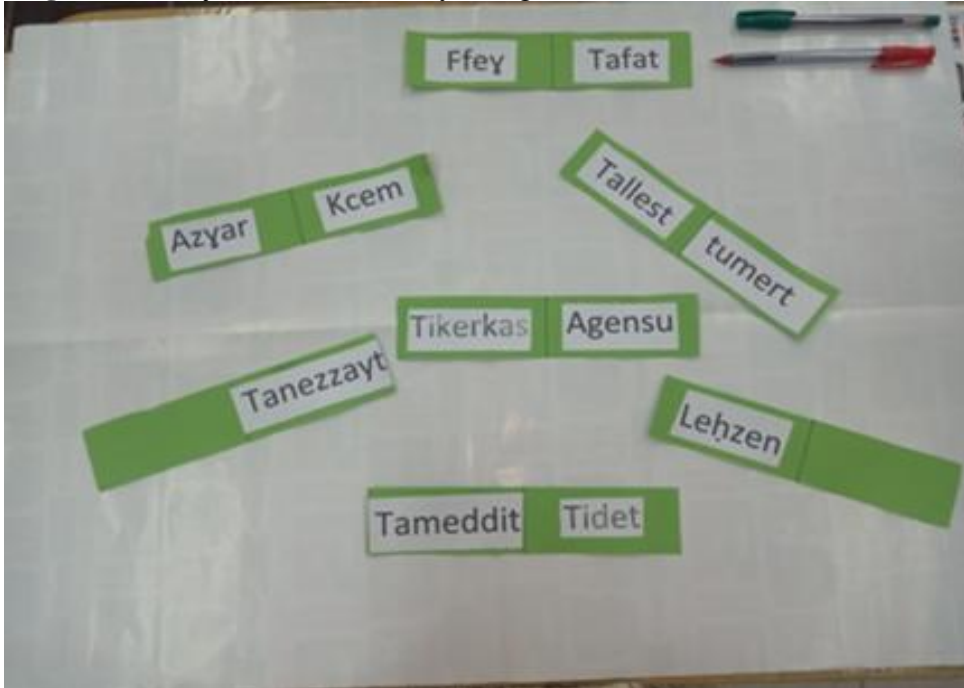 Ffeɣ Tafat
Azɣar Kcem
Tallest tumert
Tikerkas Agensu
Tanezzayt
Leḥzen
Tameddit Tidet